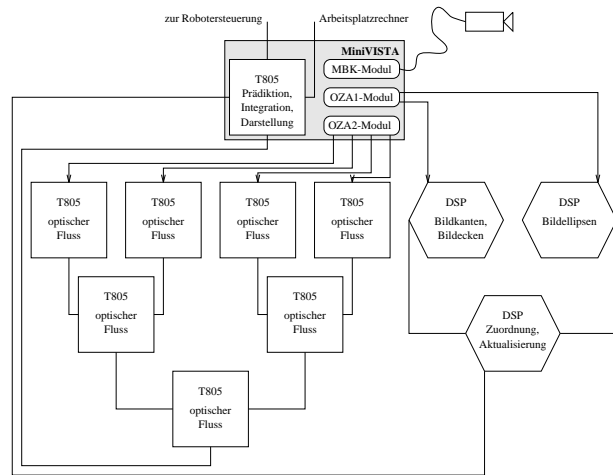 zur Robotersteuerung
Arbeitsplatzrechner
MiniVISTA
T805
Prädiktion,
Integration,
Darstellung
MBK-Modul
OZA1-Modul
OZA2-Modul
T805
optischer
Fluss
T805
optischer
Fluss
T805
optischer
Fluss
T805
optischer
Fluss
DSP
Bildkanten,
Bildecken
DSP
Bildellipsen
T805
optischer
Fluss
T805
optischer
Fluss
DSP
Zuordnung,
Aktualisierung
T805
optischer
Fluss